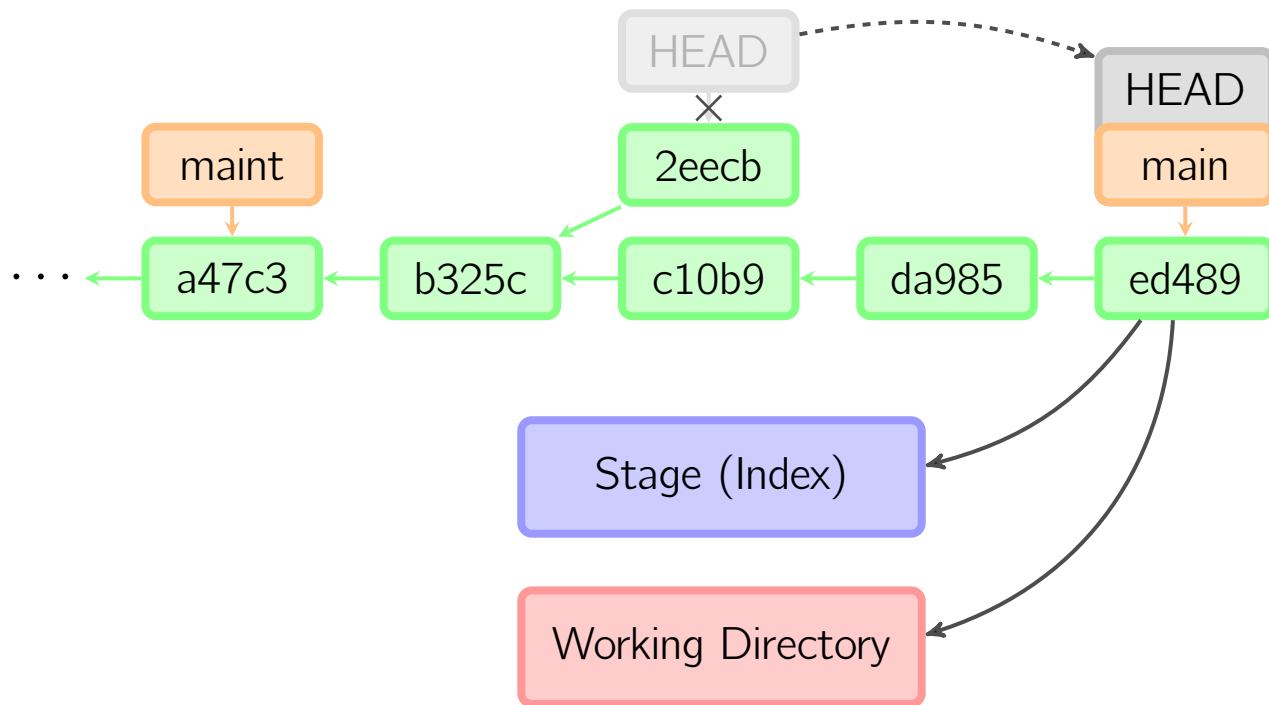 HEAD
HEAD
maint
2eecb
main
... a47c3 b325c c10b9 da985 ed489
Stage (Index)
Working Directory